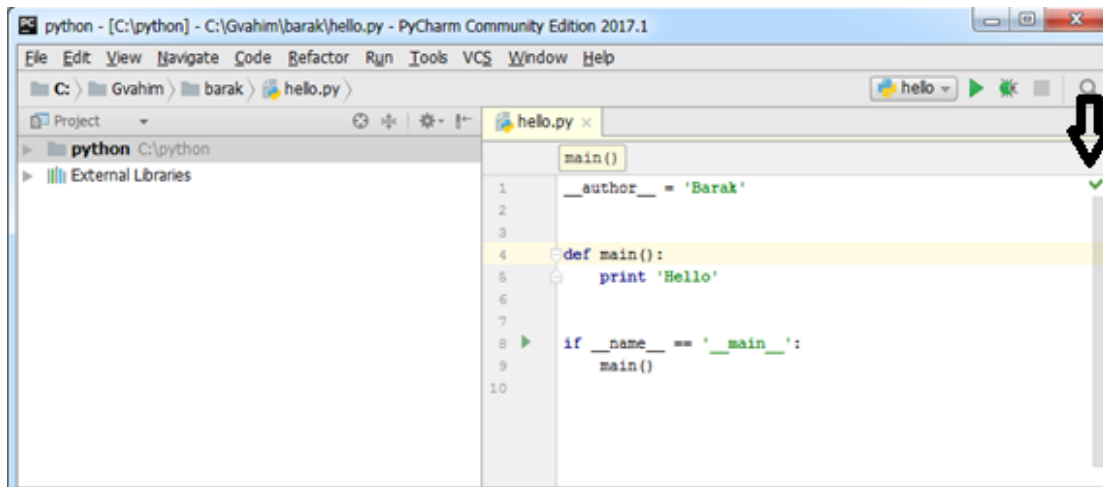 python - [C:\python] - C:\Gvahim\barak\hello.py - PyCharm Community Edition 2017.1
File Edit View Navigate Code Refactor Run Tools VCS Window Help
C: Gvahim barak hello.py
hello
Project
hello.py
python C:\python
External Libraries
main()
1 __author__ = 'Barak'
2
3
4 def main():
5 print 'Hello'
6
7
8 if __name__ == '__main__':
9 main()
10